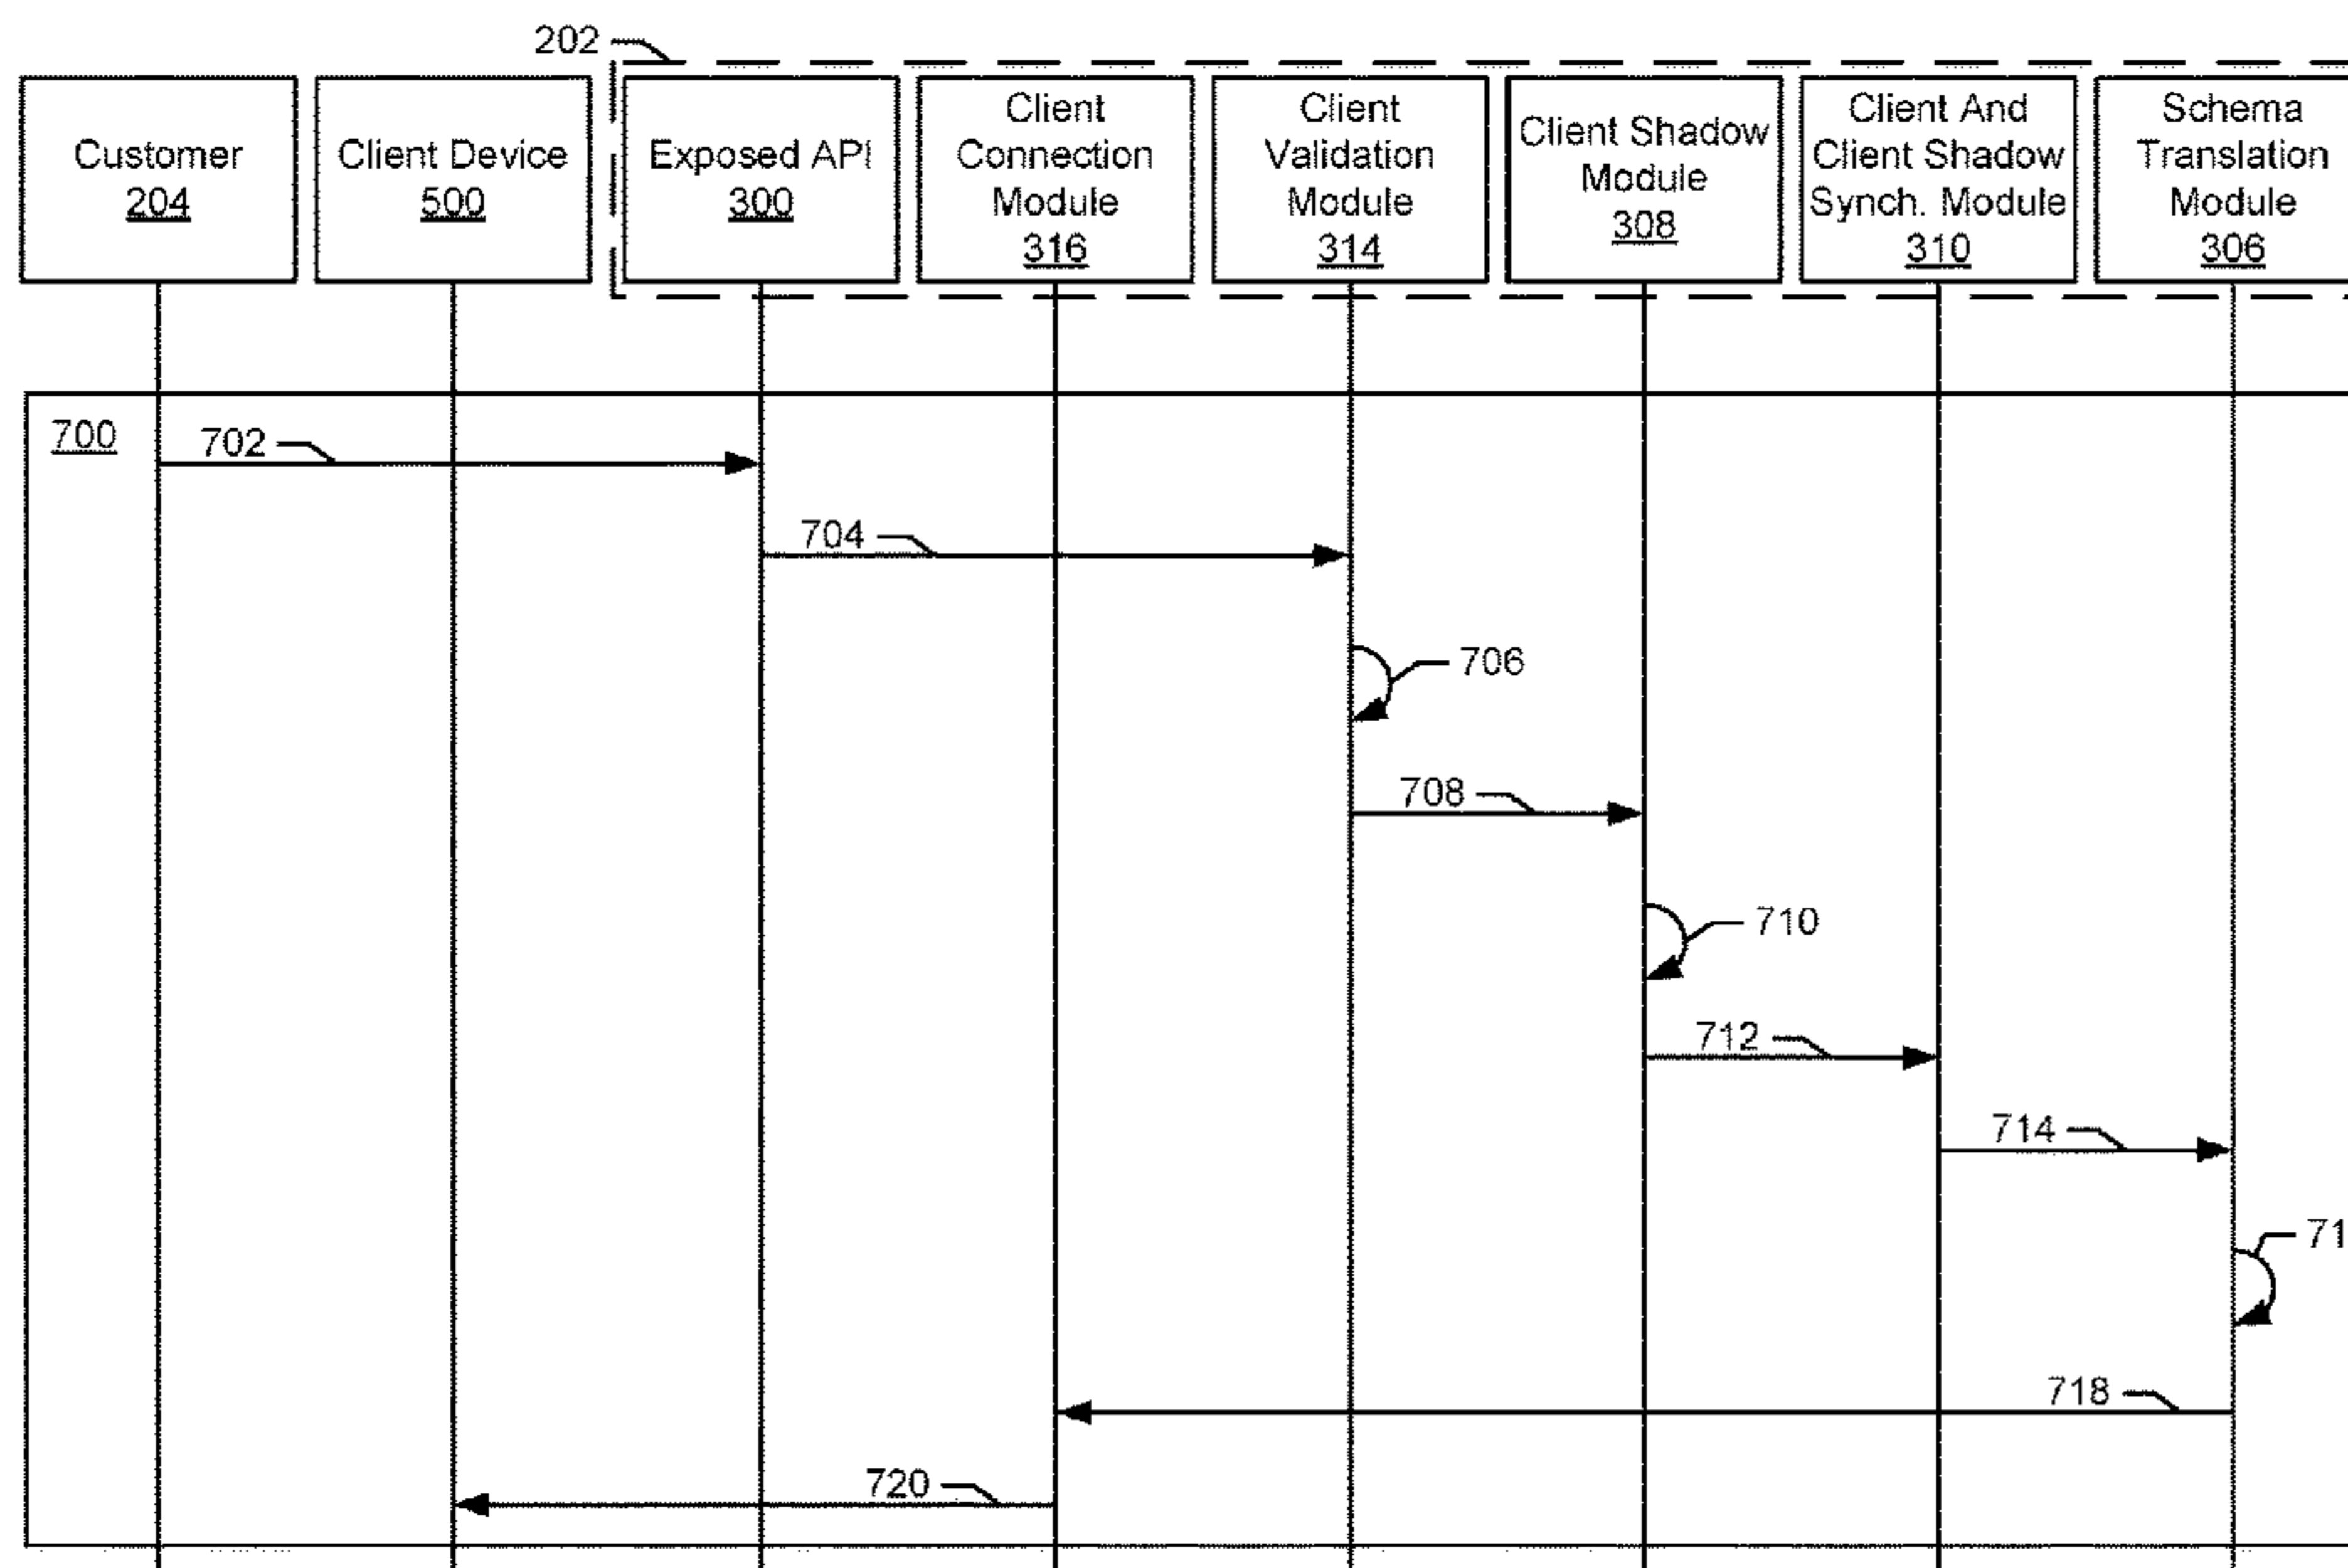 202
Customer
204
Client Device
500
Exposed API
300
Client
Connection
Module
316
Client
Validation
Module
314
Client Shadow
Module
308
Client And
Client Shadow
Synch. Module
310
Schema
Translation
Module
306
700
702
704
706
708
710
712
714
71
718
720